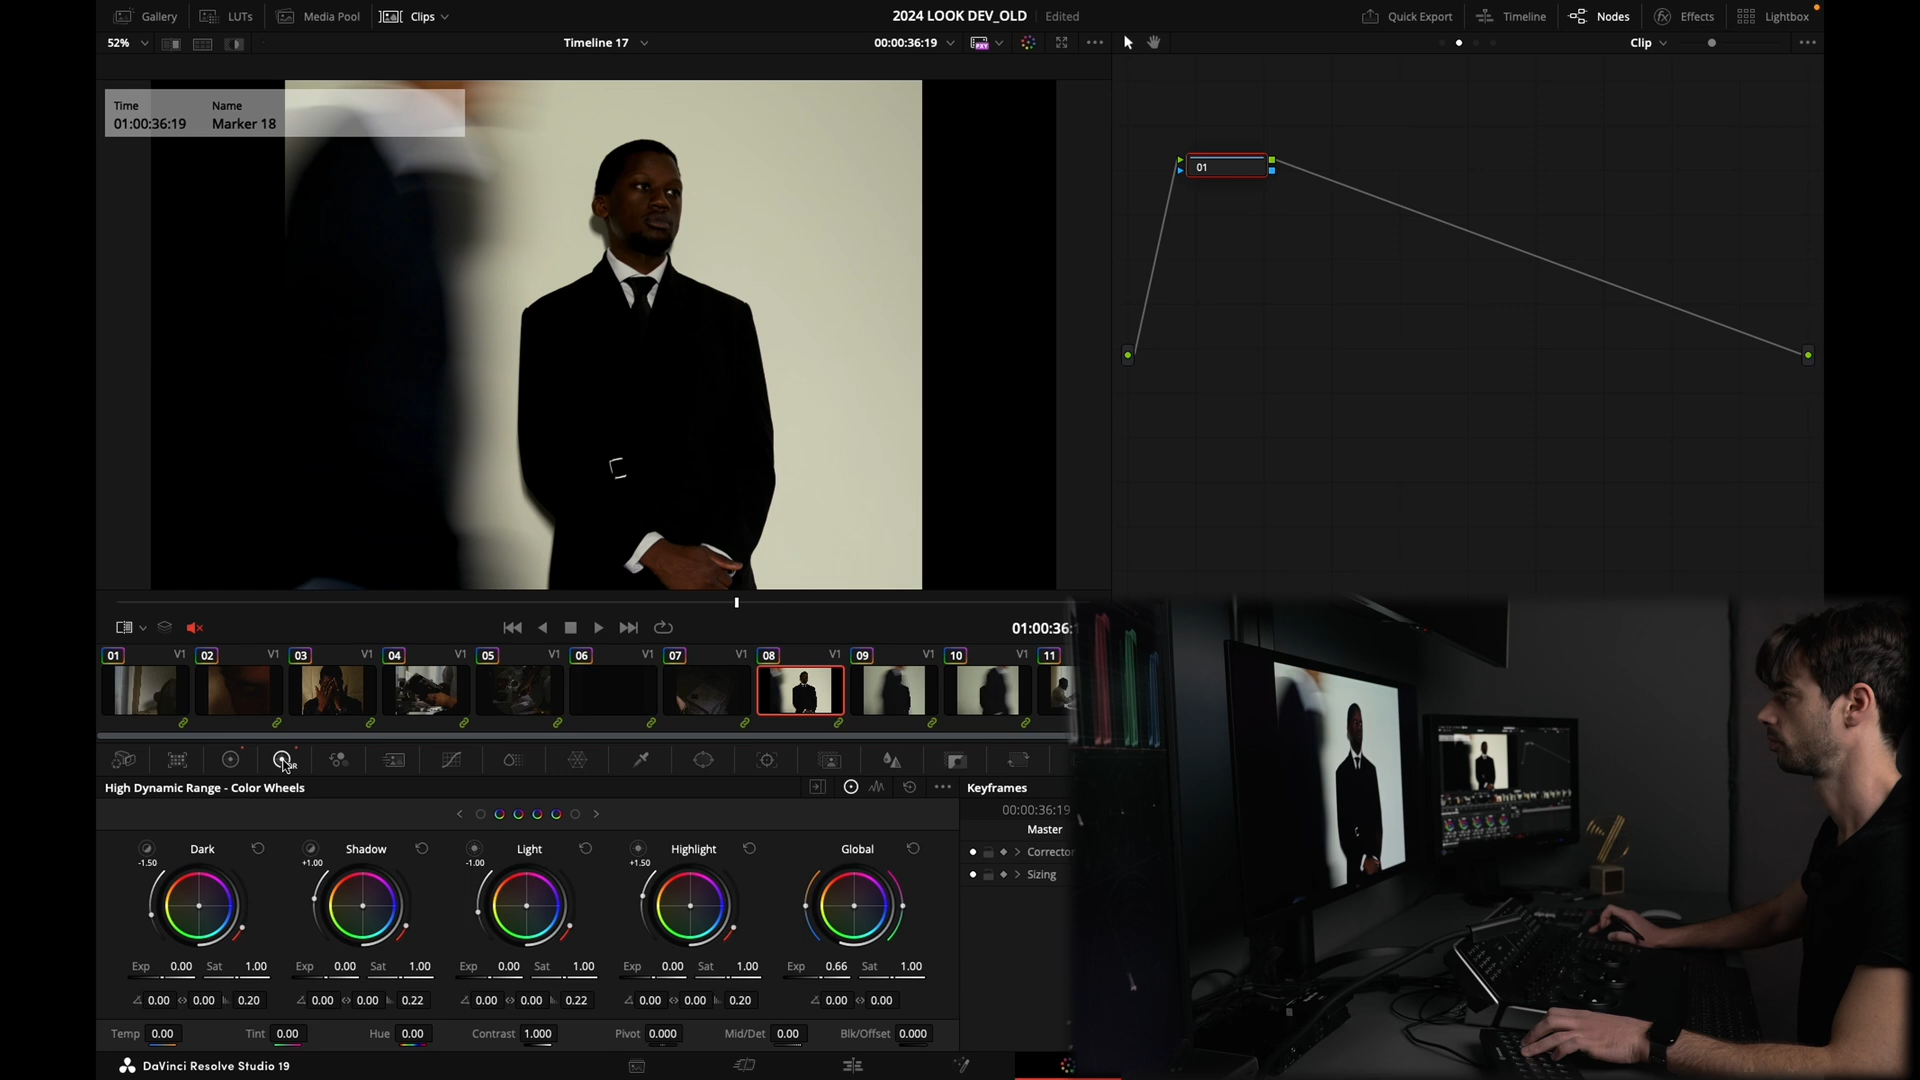 Gallery LUTs Media Pool Clips 2024 LOOK DEV_OLD Edited Quick Export Timeline Nodes Effects Lightbox
52% Timeline 17 00:00:36:19 Clip
Time Name
01:00:36:19 Marker 18
01
01:00:36:1
01 V1 02 V1 03 V1 04 V1 05 V1 06 V1 07 V1 08 V1 09 V1 10 V1 11
High Dynamic Range - Color Wheels Keyframes
00:00:36:19
Master
Dark Shadow Light Highlight Global
-1.50 +1.00 -1.00 +1.50
Corrector
Sizing
Exp 0.00 Sat 1.00 Exp 0.00 Sat 1.00 Exp 0.00 Sat 1.00 Exp 0.00 Sat 1.00 Exp 0.66 Sat 1.00
0.00 0.00 0.20 0.00 0.00 0.22 0.00 0.00 0.22 0.00 0.00 0.20 0.00 0.00
Temp 0.00 Tint 0.00 Hue 0.00 Contrast 1.000 Pivot 0.000 Mid/Det 0.00 Blk/Offset 0.000
DaVinci Resolve Studio 19